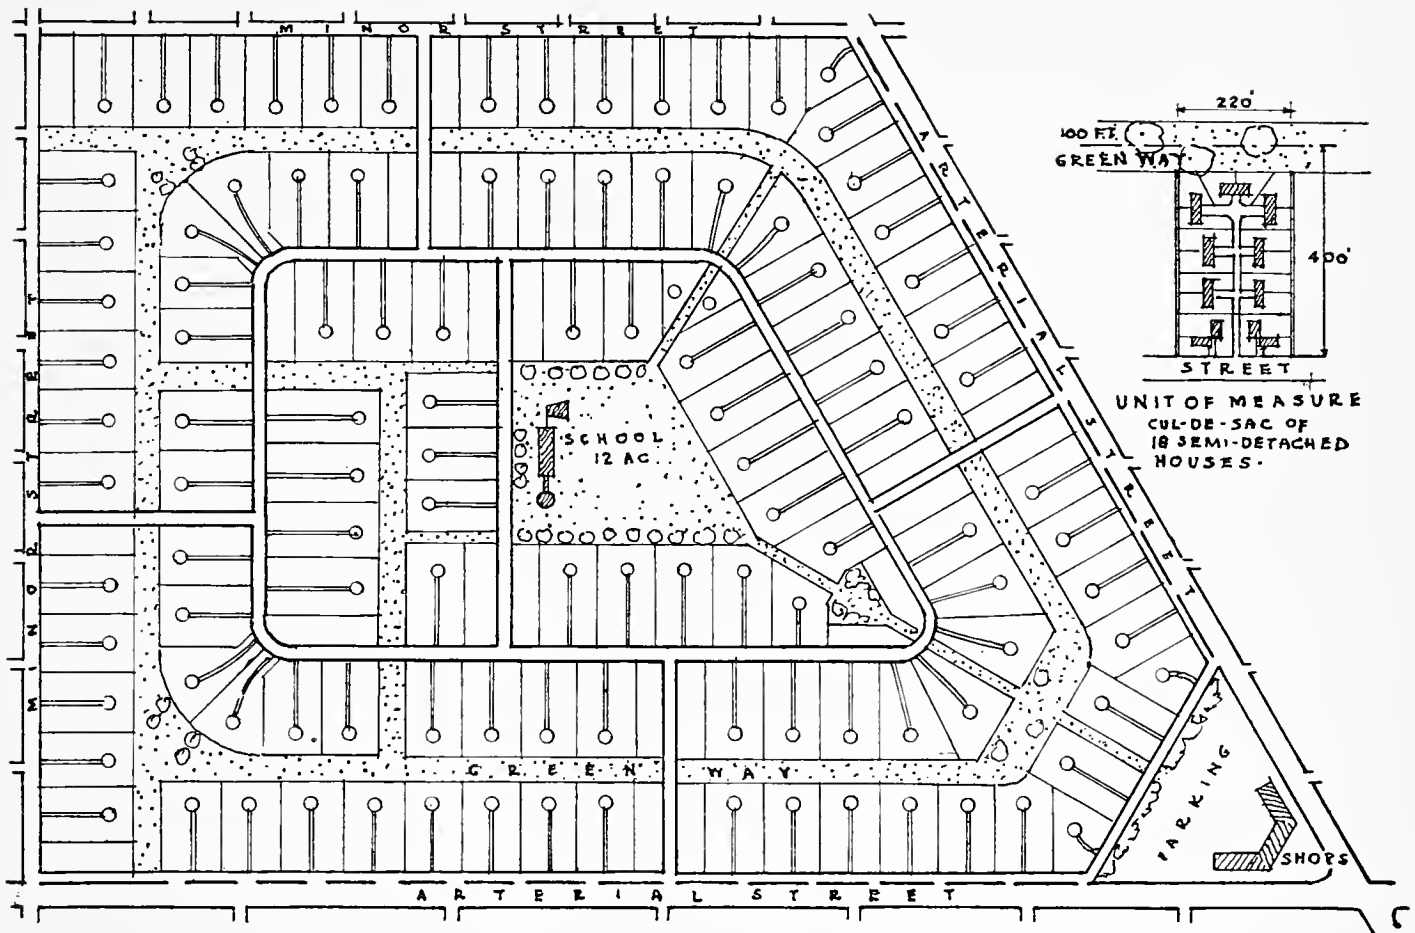 MINOR STREET
ARTERIAL STREET
220'
100 FT.
GREEN WAY
400'
STREET
UNIT OF MEASURE
CUL-DE-SAC OF
18 SEMI-DETACHED
HOUSES.
MINOR STREET
SCHOOL
12 AC
GREEN WAY
PARKING
SHOPS
ARTERIAL STREET